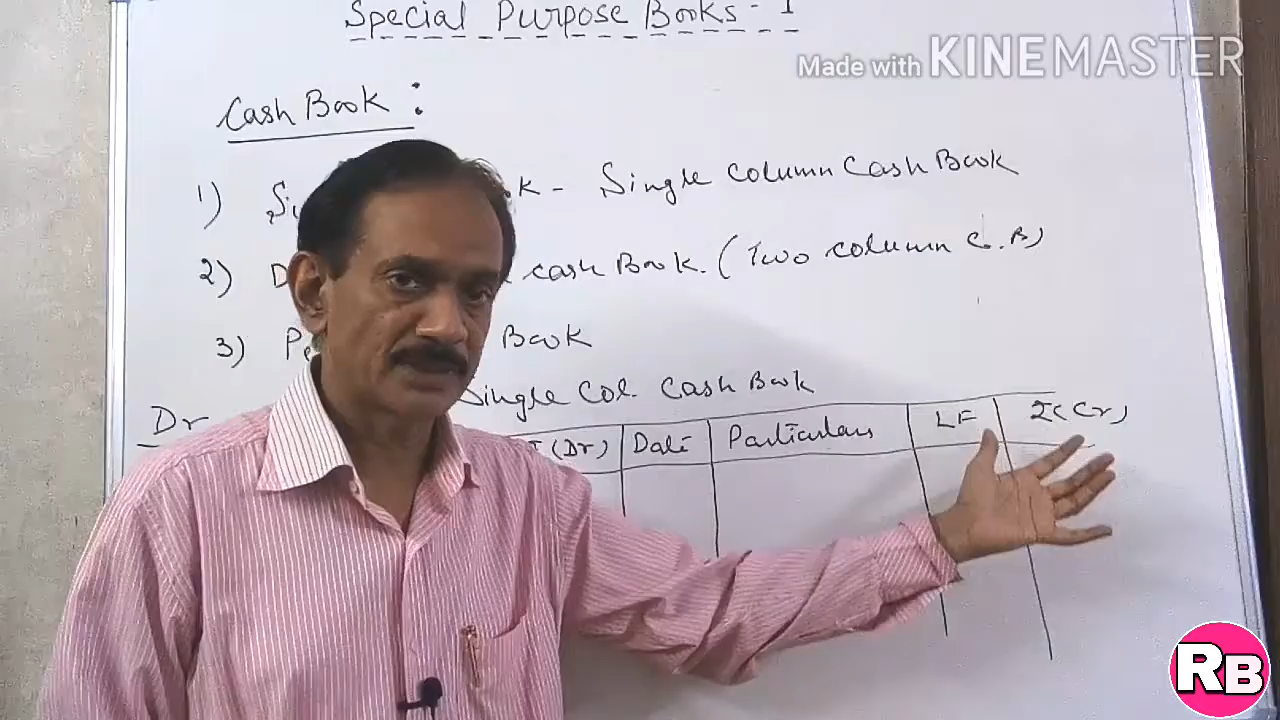 Special Purpose Books - I
Made with KINEMASTER
Cash Book :
1) k - Single Column Cash Book
2) D cash Book. (Two column C.B)
3) Pe Book
Single Col. Cash Book
Dr
(Dr) Date Particulars LF (Cr)
RB